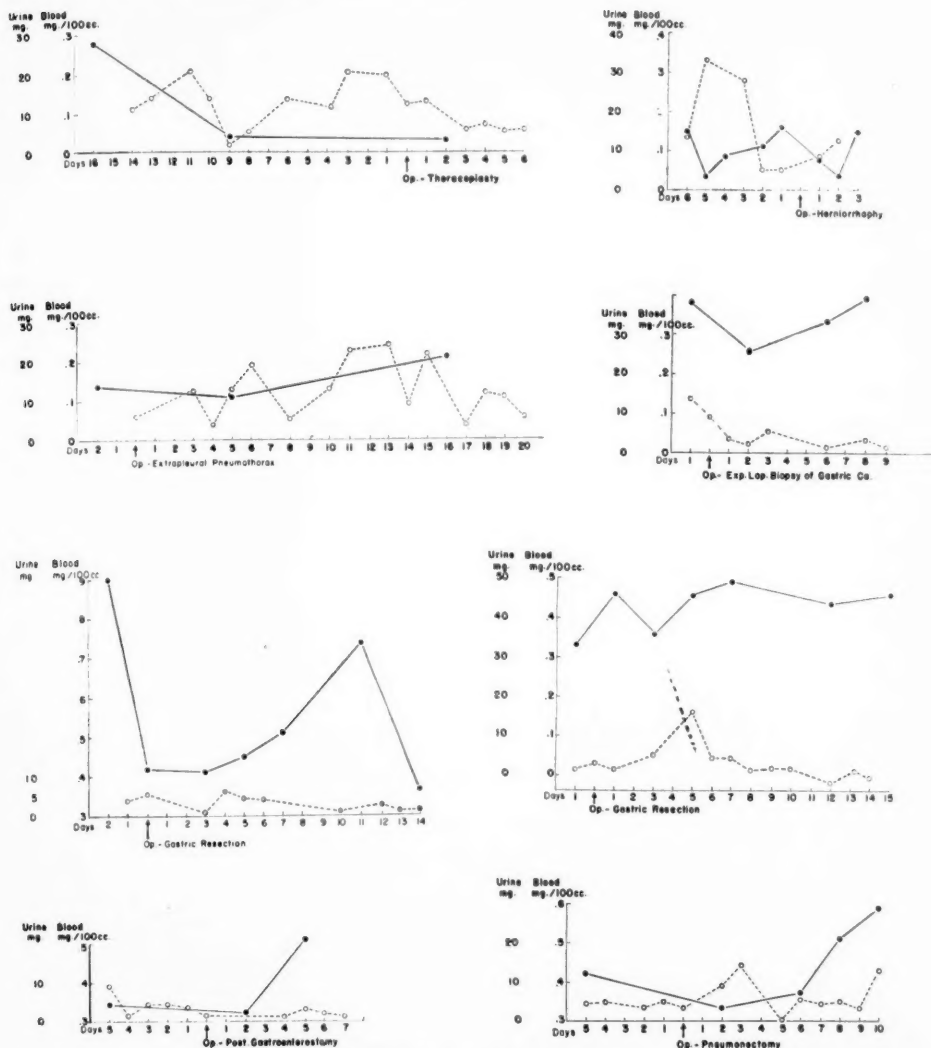 Urine Blood
mg. mg./100cc.
30 .3
20 .2
10 .1
0 0
Days 16 15 14 13 12 11 10 9 8 7 6 5 4 3 2 1 1 2 3 4 5 6
Op.-Thoracoplasty
Urine Blood
mg. mg./100cc.
40 .4
30 .3
20 .2
10 .1
0 0
Days 6 5 4 3 2 1 1 2 3
Op.-Herniorrhaphy
Urine Blood
mg. mg./100cc.
30 .3
20 .2
10 .1
0 0
Days 2 1 1 2 3 4 5 6 7 8 9 10 11 12 13 14 15 16 17 18 19 20
Op.-Extrapleural Pneumothorax
Urine Blood
mg. mg./100cc.
20 .3
10 .2
0
Days 1 1 2 3 4 5 6 7 8 9
Op.- Exp. Lap. Biopsy of Gastric Ca.
Urine Blood
mg mg/100cc.
.9
.8
.7
.6
.5
10 .4
5
0 .3
Days 2 1 1 2 3 4 5 6 7 8 9 10 11 12 13 14
Op.-Gastric Resection
Urine Blood
mg. mg./100cc.
50 .5
40 .4
30 .3
20 .2
10 .1
0 0
Days 1 1 2 3 4 5 6 7 8 9 10 11 12 13 14 15
Op.-Gastric Resection
Urine Blood
mg. mg./100cc.
.5
10 .4
0 .3
Days 5 4 3 2 1 1 2 3 4 5 6 7
Op.-Post. Gastroenterostomy
Urine Blood
mg. mg./100cc.
.6
20 .5
10 .4
0 .3
Days 5 4 3 2 1 1 2 3 4 5 6 7 8 9 10
Op.-Pneumonectomy